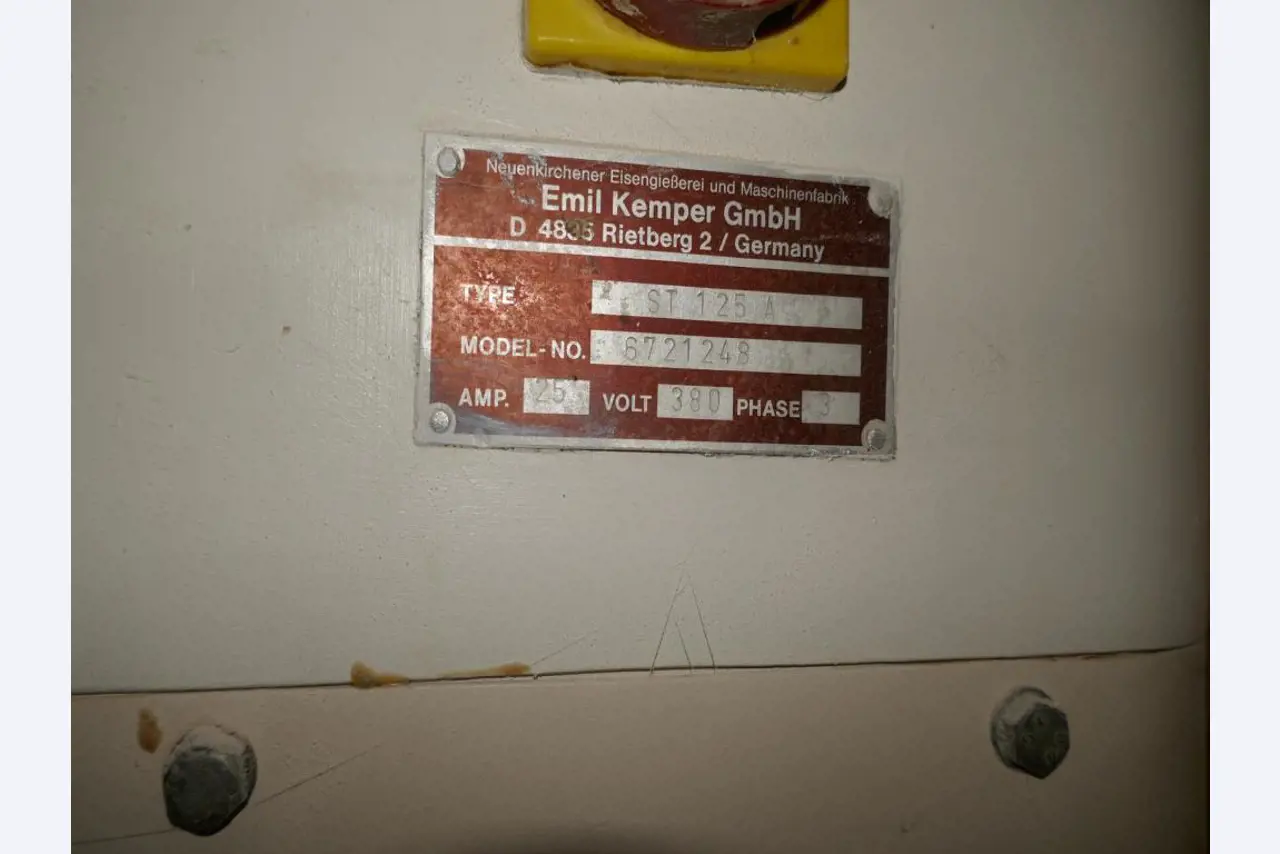 Neuenkirchener Eisengießerei und Maschinenfabrik
Emil Kemper GmbH
D 4835 Rietberg 2 / Germany
TYPE ST 125 A
MODEL-NO. 6721248
AMP. 25 VOLT 380 PHASE 3